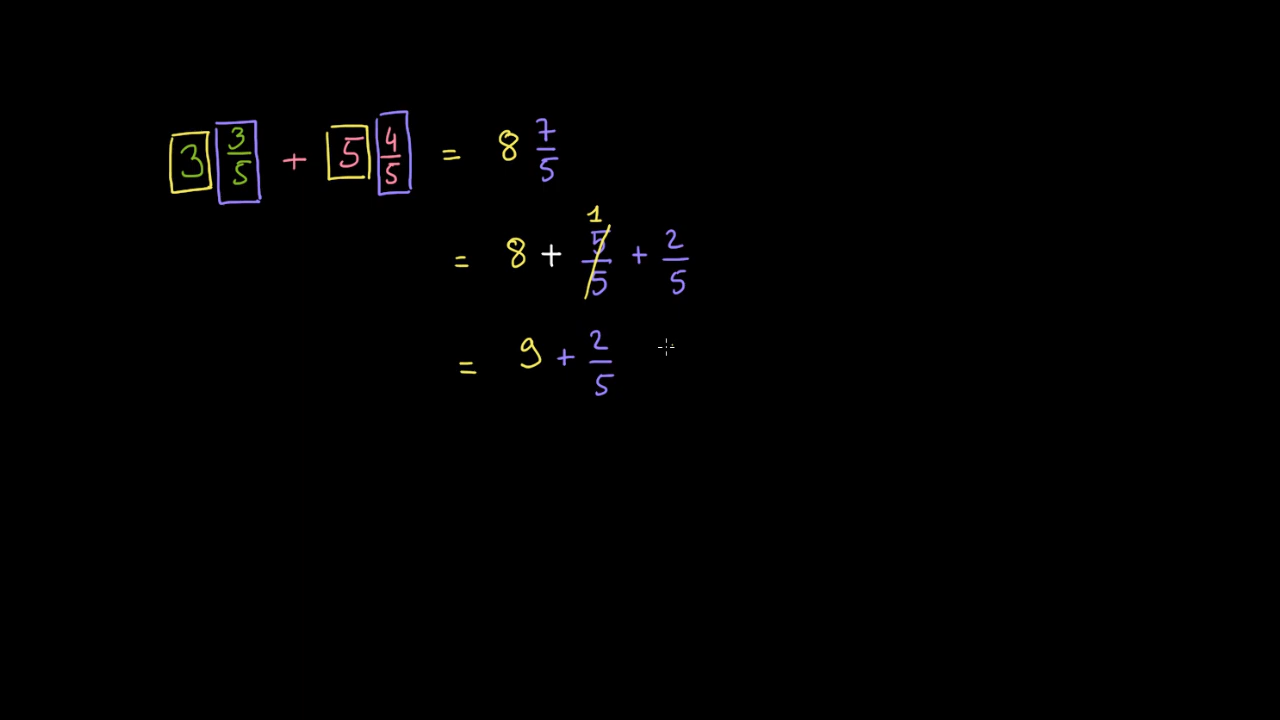 3 3/5 + 5 4/5 = 8 7/5
1
= 8 + 5/5 + 2/5
= 9 + 2/5